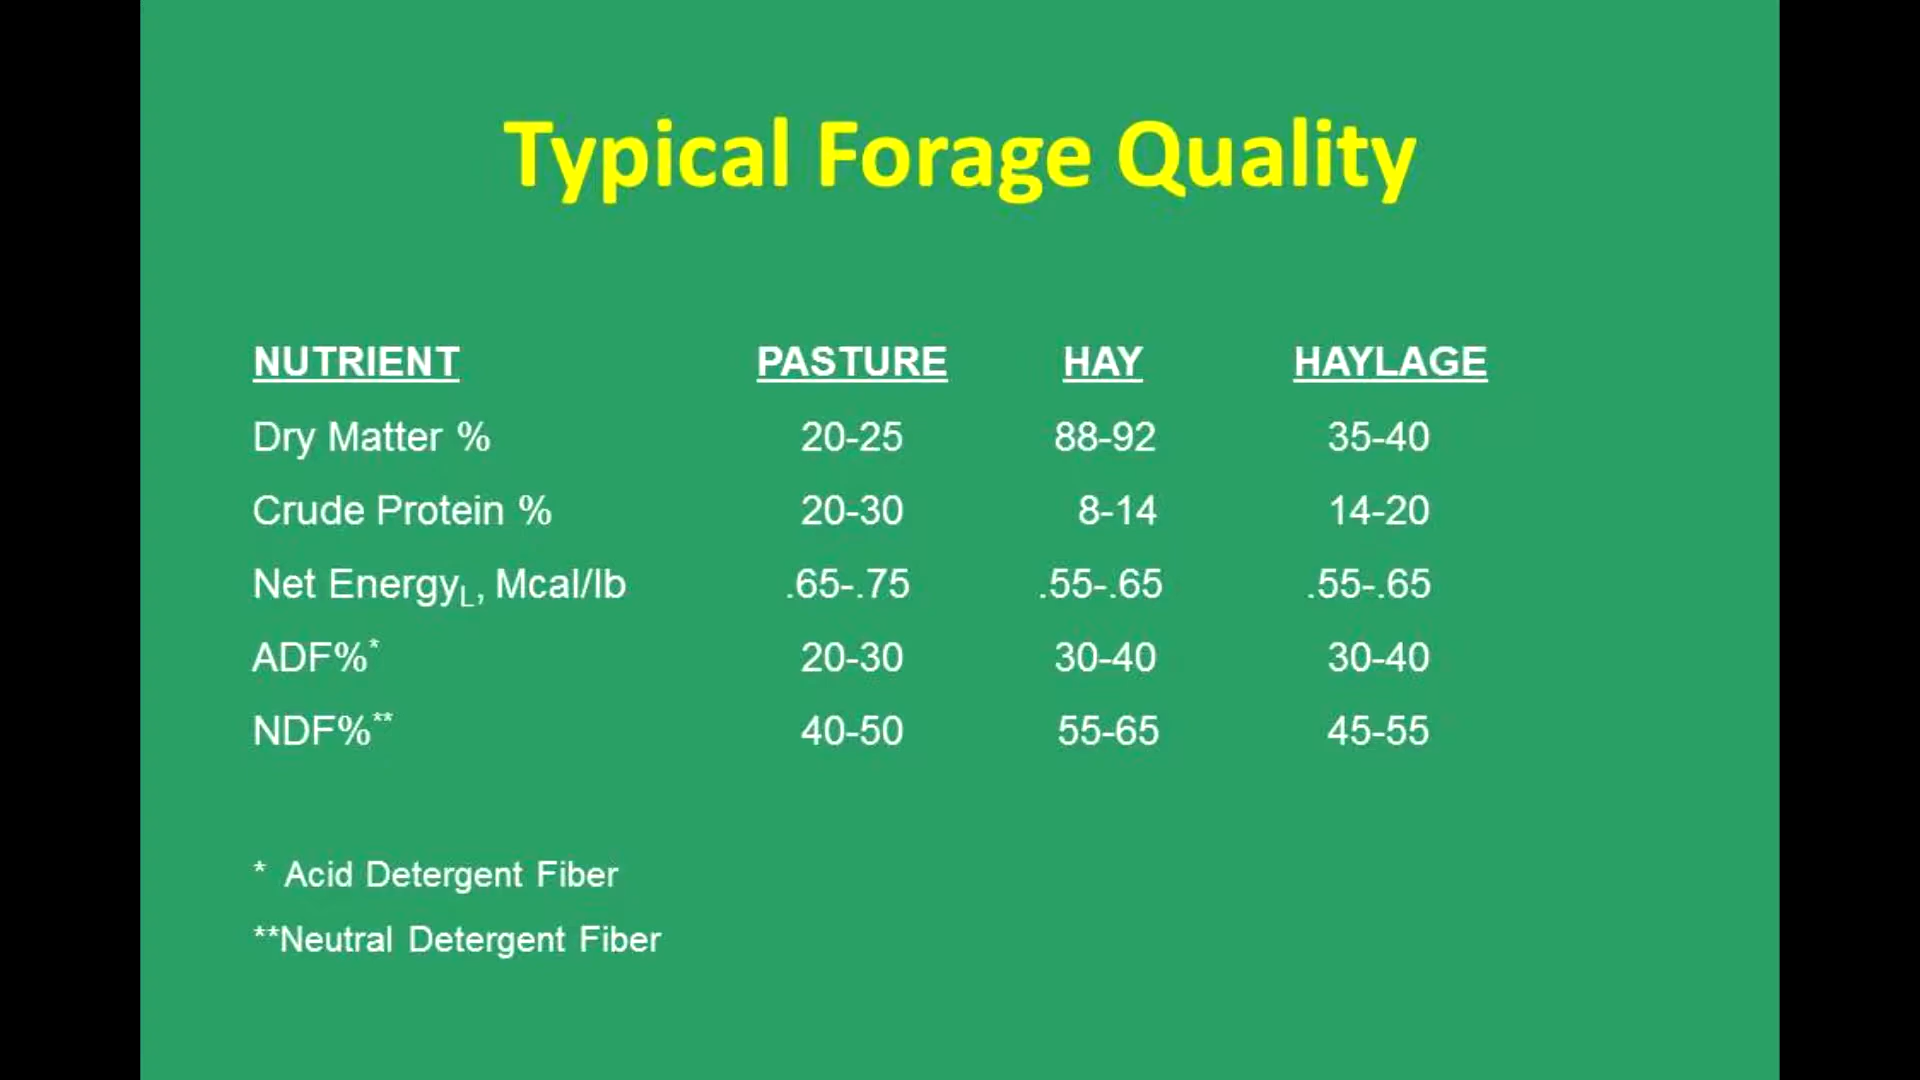 Typical Forage Quality
NUTRIENT PASTURE HAY HAYLAGE
Dry Matter % 20-25 88-92 35-40
Crude Protein % 20-30 8-14 14-20
Net EnergyL, Mcal/lb .65-.75 .55-.65 .55-.65
ADF%* 20-30 30-40 30-40
NDF%** 40-50 55-65 45-55
* Acid Detergent Fiber
**Neutral Detergent Fiber